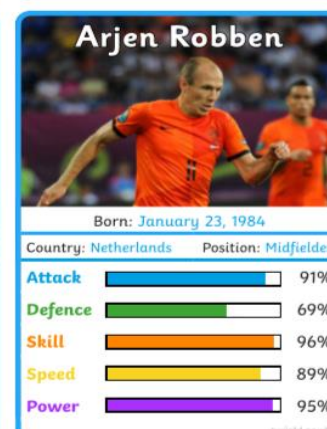 Arjen Robben
11
Born: January 23, 1984
Country: Netherlands Position: Midfielde
Attack 91%
Defence 69%
Skill 96%
Speed 89%
Power 95%